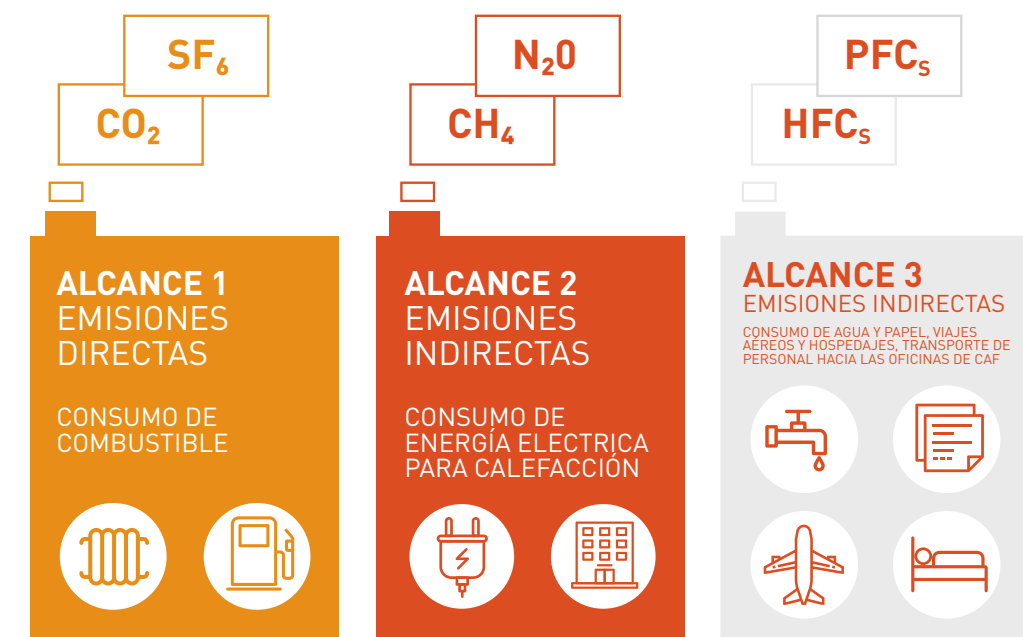 SF₆
CO₂
ALCANCE 1
EMISIONES
DIRECTAS
CONSUMO DE
COMBUSTIBLE
N₂0
CH₄
ALCANCE 2
EMISIONES
INDIRECTAS
CONSUMO DE
ENERGÍA ELECTRICA
PARA CALEFACCIÓN
PFCs
HFCs
ALCANCE 3
EMISIONES INDIRECTAS
CONSUMO DE AGUA Y PAPEL, VIAJES
AÉREOS Y HOSPEDAJES, TRANSPORTE DE
PERSONAL HACIA LAS OFICINAS DE CAF